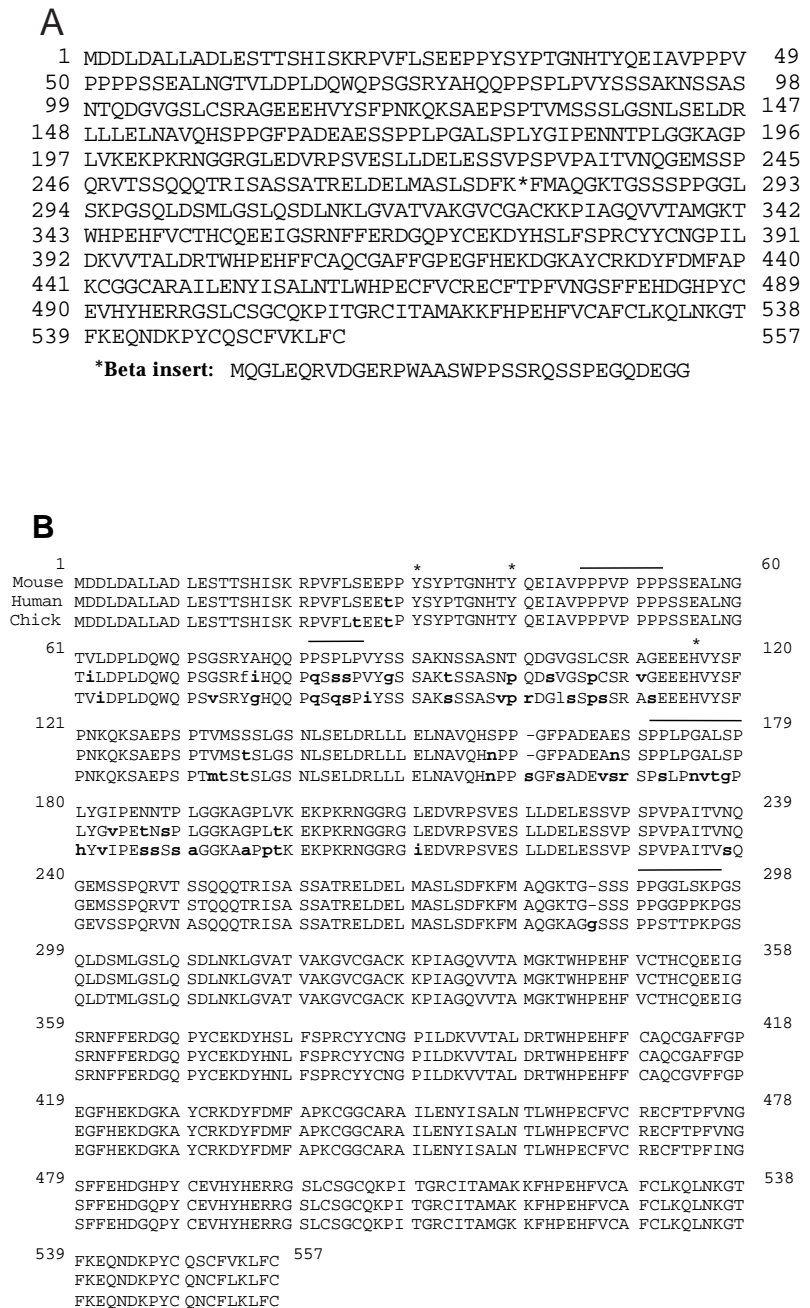 A
1 MDDLDALLADLESTTSHISKRPVFLSEEPPYSYPTGNHTYQEIAVPPPV 49
50 PPPPSSEALNGTVLDPLDQWQPSGSRYAHQQPPSPLPVYSSSAKNSSAS 98
99 NTQDGVGSLCSRAGEEEHVYSFPNKQKSAEPSPTVMSSSLGSNLSELDR 147
148 LLLELNAVQHSPPGFPADEAESSPPLPGALSPLYGIPENNTPLGGKAGP 196
197 LVKEKPKRNGGRGLEDVRPSVESLLDELESSVPSPVPAITVNQGEMSSP 245
246 QRVTSSQQQTRISASSATRELDELMASLSDFK*FMAQGKTGSSSPPGGL 293
294 SKPGSQLDSMLGSLQSDLNKLGVATVAKGVCGACKKPIAGQVVTAMGKT 342
343 WHPEHFVCTHCQEEIGSRNFFERDGQPYCEKDYHSLFSPRCYYCNGPIL 391
392 DKVVTALDRTWHPEHFFCAQCGAFFGPEGFHEKDGKAYCRKDYFDMFAP 440
441 KCGGCARAILENYISALNTLWHPECFVCRECFTPFVNGSFFEHDGHPYC 489
490 EVHYHERRGSLCSGCQKPITGRCITAMAKKFHPEHFVCAFCLKQLNKGT 538
539 FKEQNDKPYCQSCFVKLFC 557
*Beta insert: MQGLEQRVDGERPWAASWPPSSRQSSPEGQDEGG
B
1 * * 60
Mouse MDDLDALLAD LESTTSHISK RPVFLSEEPP YSYPTGNHTY QEIAVPPPVP PPPSSEALNG
Human MDDLDALLAD LESTTSHISK RPVFLSEEtP YSYPTGNHTY QEIAVPPPVP PPPSSEALNG
Chick MDDLDALLAD LESTTSHISK RPVFLtEEtP YSYPTGNHTY QEIAVPPPVP PPPSSEALNG
61 * 120
TVLDPLDQWQ PSGSRYAHQQ PPSPLPVYSS SAKNSSASNT QDGVGSLCSR AGEEEHVYSF
TiLDPLDQWQ PSGSRfiHQQ PqSsSPVYgS SAKtSSASNp QDsVGSpCSR vGEEEHVYSF
TViDPLDQWQ PSvSRYgHQQ PqSqSPiYSS SAKsSSASvp rDGlsSpsSR AsEEEHVYSF
121 179
PNKQKSAEPS PTVMSSSLGS NLSELDRLLL ELNAVQHSPP -GFPADEAES SPPLPGALSP
PNKQKSAEPS PTVMStSLGS NLSELDRLLL ELNAVQHnPP -GFPADEAnS SPPLPGALSP
PNKQKSAEPS PTmtStSLGS NLSELDRLLL ELNAVQHnPP sGFsADEvsr SPsLPnvtgP
180 239
LYGIPENNTP LGGKAGPLVK EKPKRNGGRG LEDVRPSVES LLDELESSVP SPVPAITVNQ
LYGvPEtNsP LGGKAGPLtK EKPKRNGGRG LEDVRPSVES LLDELESSVP SPVPAITVNQ
hYvIPEssSs aGGKAaPptK EKPKRNGGRG iEDVRPSVES LLDELESSVP SPVPAITVsQ
240 298
GEMSSPQRVT SSQQQTRISA SSATRELDEL MASLSDFKFM AQGKTG-SSS PPGGLSKPGS
GEMSSPQRVT STQQQTRISA SSATRELDEL MASLSDFKFM AQGKTG-SSS PPGGPPKPGS
GEVSSPQRVN ASQQQTRISA SSATRELDEL MASLSDFKFM AQGKAGgSSS PPSTTPKPGS
299 358
QLDSMLGSLQ SDLNKLGVAT VAKGVCGACK KPIAGQVVTA MGKTWHPEHF VCTHCQEEIG
QLDSMLGSLQ SDLNKLGVAT VAKGVCGACK KPIAGQVVTA MGKTWHPEHF VCTHCQEEIG
QLDTMLGSLQ SDLNKLGVAT VAKGVCGACK KPIAGQVVTA MGKTWHPEHF VCTHCQEEIG
359 418
SRNFFERDGQ PYCEKDYHSL FSPRCYYCNG PILDKVVTAL DRTWHPEHFF CAQCGAFFGP
SRNFFERDGQ PYCEKDYHNL FSPRCYYCNG PILDKVVTAL DRTWHPEHFF CAQCGAFFGP
SRNFFERDGQ PYCEKDYHNL FSPRCYYCNG PILDKVVTAL DRTWHPEHFF CAQCGVFFGP
419 478
EGFHEKDGKA YCRKDYFDMF APKCGGCARA ILENYISALN TLWHPECFVC RECFTPFVNG
EGFHEKDGKA YCRKDYFDMF APKCGGCARA ILENYISALN TLWHPECFVC RECFTPFVNG
EGFHEKDGKA YCRKDYFDMF APKCGGCARA ILENYISALN TLWHPECFVC RECFTPFING
479 538
SFFEHDGHPY CEVHYHERRG SLCSGCQKPI TGRCITAMAK KFHPEHFVCA FCLKQLNKGT
SFFEHDGQPY CEVHYHERRG SLCSGCQKPI TGRCITAMAK KFHPEHFVCA FCLKQLNKGT
SFFEHDGQPY CEVHYHERRG SLCSGCQKPI TGRCITAMGK KFHPEHFVCA FCLKQLNKGT
539 FKEQNDKPYC QSCFVKLFC 557
FKEQNDKPYC QNCFLKLFC
FKEQNDKPYC QNCFLKLFC